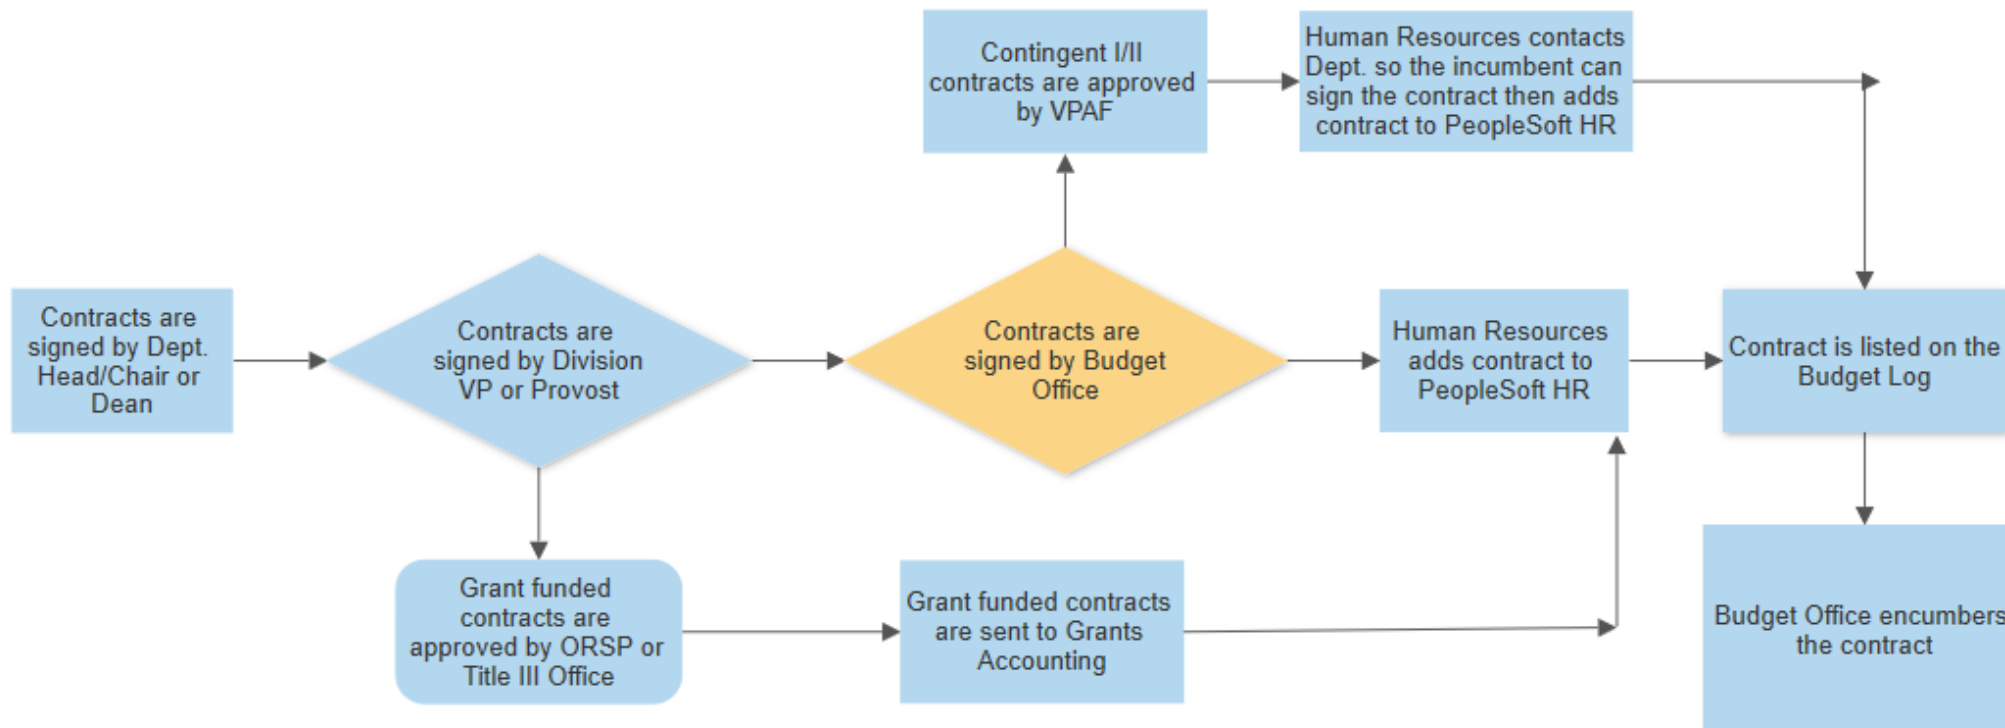 Contingent I/II
contracts are approved
by VPAF
Human Resources contacts
Dept. so the incumbent can
sign the contract then adds
contract to PeopleSoft HR
Contracts are
signed by Dept.
Head/Chair or
Dean
Contracts are
signed by Division
VP or Provost
Contracts are
signed by Budget
Office
Human Resources
adds contract to
PeopleSoft HR
Contract is listed on the
Budget Log
Grant funded
contracts are
approved by ORSP or
Title III Office
Grant funded contracts
are sent to Grants
Accounting
Budget Office encumbers
the contract